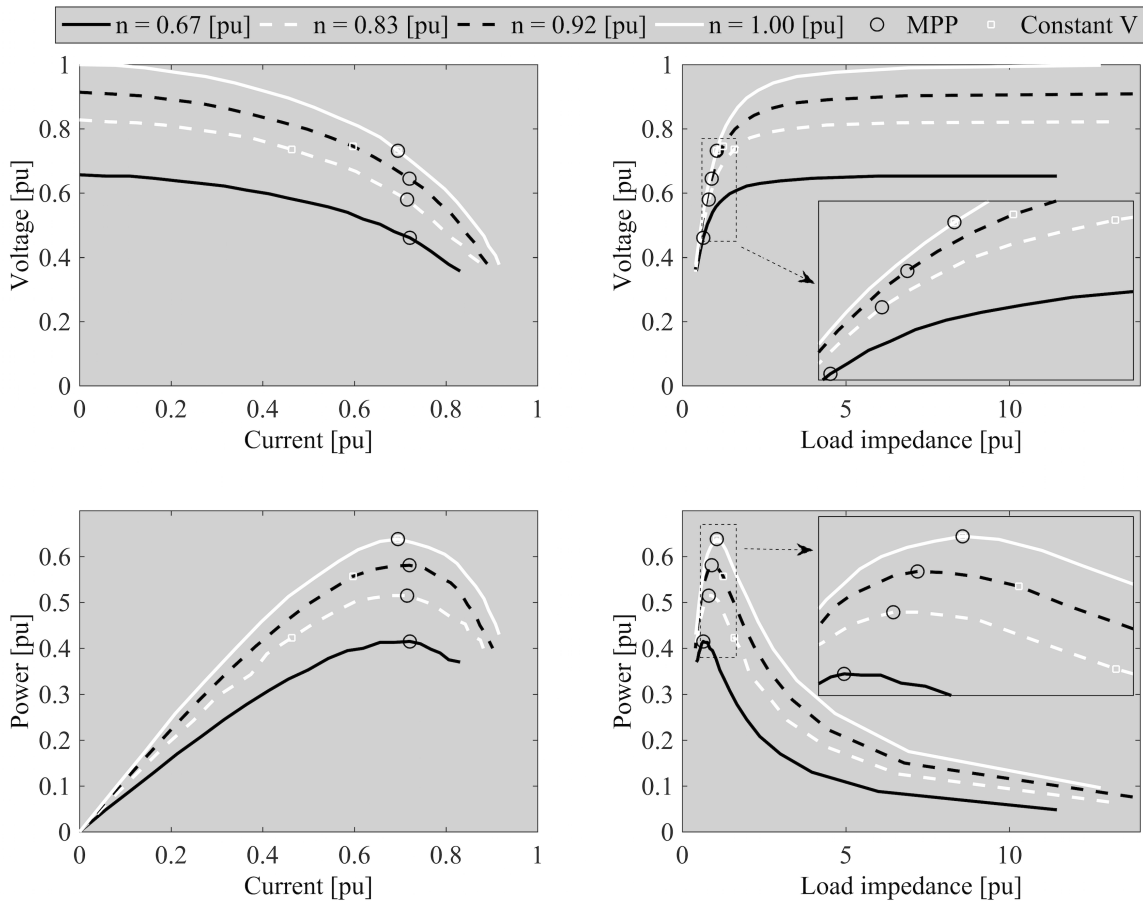 n = 0.67 [pu] n = 0.83 [pu] n = 0.92 [pu] n = 1.00 [pu] MPP Constant V
Voltage [pu]
1
0.8
0.6
0.4
0.2
0
0 0.2 0.4 0.6 0.8 1
Current [pu]
Voltage [pu]
1
0.8
0.6
0.4
0.2
0
0 5 10
Load impedance [pu]
Power [pu]
0.6
0.5
0.4
0.3
0.2
0.1
0
0 0.2 0.4 0.6 0.8 1
Current [pu]
Power [pu]
0.6
0.5
0.4
0.3
0.2
0.1
0
0 5 10
Load impedance [pu]